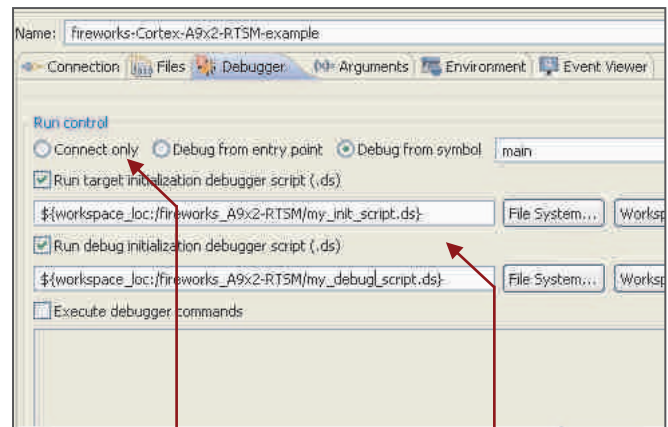 Name: fireworks-Cortex-A9x2-RTSM-example
Connection Files Debugger Arguments Environment Event Viewer
Run control
Connect only Debug from entry point Debug from symbol main
Run target initialization debugger script (.ds)
${workspace_loc:/fireworks_A9x2-RTSM/my_init_script.ds} File System... Worksp
Run debug initialization debugger script (.ds)
${workspace_loc:/fireworks_A9x2-RTSM/my_debug_script.ds} File System... Worksp
Execute debugger commands